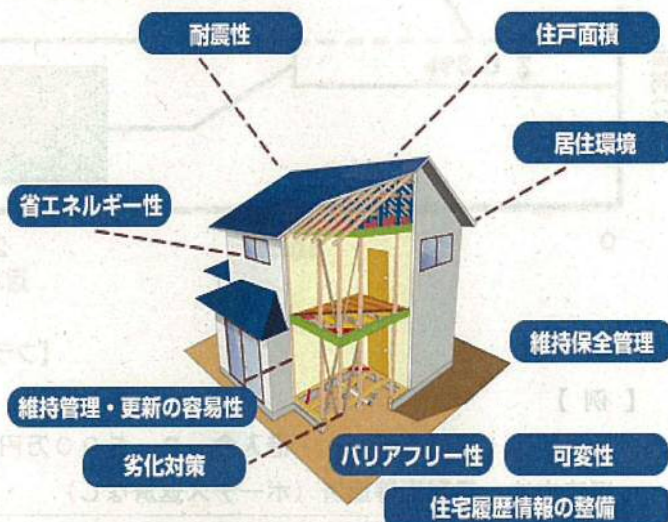 耐震性
住戸面積
居住環境
省エネルギー性
維持保全管理
維持管理・更新の容易性
劣化対策
バリアフリー性
可変性
住宅履歴情報の整備